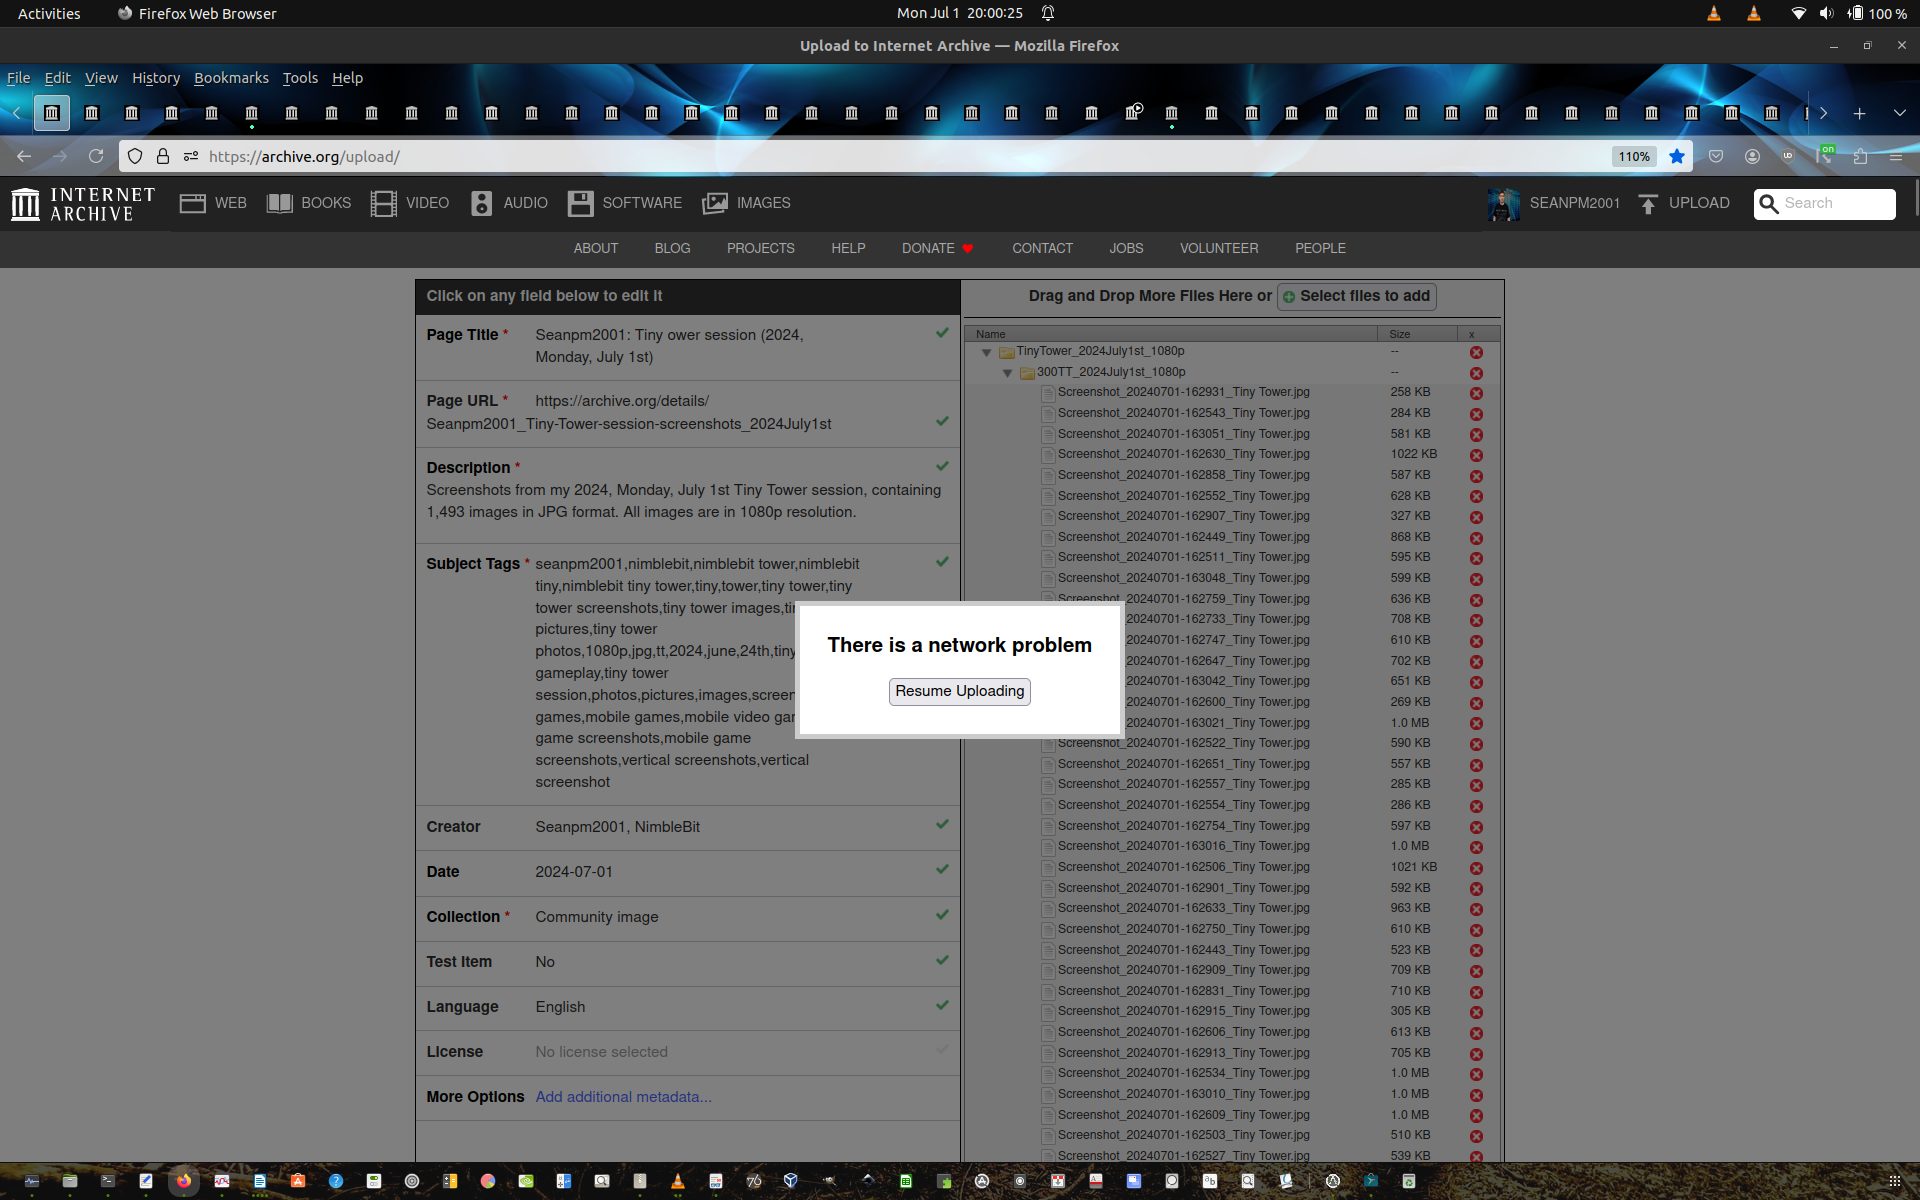 Activities
Firefox Web Browser
Mon Jul 1 20:00:25
100 %
Upload to Internet Archive — Mozilla Firefox
File Edit View History Bookmarks Tools Help
https://archive.org/upload/
110%
on
INTERNET
ARCHIVE
WEB
BOOKS
VIDEO
AUDIO
SOFTWARE
IMAGES
SEANPM2001
UPLOAD
Search
ABOUT
BLOG
PROJECTS
HELP
DONATE
CONTACT
JOBS
VOLUNTEER
PEOPLE
Click on any field below to edit it
Page Title * Seanpm2001: Tiny ower session (2024,
Monday, July 1st)
Page URL * https://archive.org/details/
Seanpm2001_Tiny-Tower-session-screenshots_2024July1st
Description *
Screenshots from my 2024, Monday, July 1st Tiny Tower session, containing
1,493 images in JPG format. All images are in 1080p resolution.
Subject Tags * seanpm2001,nimblebit,nimblebit tower,nimblebit
tiny,nimblebit tiny tower,tiny,tower,tiny tower,tiny
tower screenshots,tiny tower images,ti
pictures,tiny tower
photos,1080p,jpg,tt,2024,june,24th,tiny
gameplay,tiny tower
session,photos,pictures,images,screen
games,mobile games,mobile video gar
game screenshots,mobile game
screenshots,vertical screenshots,vertical
screenshot
Creator Seanpm2001, NimbleBit
Date 2024-07-01
Collection * Community image
Test Item No
Language English
License No license selected
More Options Add additional metadata...
There is a network problem
Resume Uploading
Drag and Drop More Files Here or Select files to add
Name Size x
TinyTower_2024July1st_1080p --
300TT_2024July1st_1080p --
Screenshot_20240701-162931_Tiny Tower.jpg 258 KB
Screenshot_20240701-162543_Tiny Tower.jpg 284 KB
Screenshot_20240701-163051_Tiny Tower.jpg 581 KB
Screenshot_20240701-162630_Tiny Tower.jpg 1022 KB
Screenshot_20240701-162858_Tiny Tower.jpg 587 KB
Screenshot_20240701-162552_Tiny Tower.jpg 628 KB
Screenshot_20240701-162907_Tiny Tower.jpg 327 KB
Screenshot_20240701-162449_Tiny Tower.jpg 868 KB
Screenshot_20240701-162511_Tiny Tower.jpg 595 KB
Screenshot_20240701-163048_Tiny Tower.jpg 599 KB
Screenshot_20240701-162759_Tiny Tower.jpg 636 KB
20240701-162733_Tiny Tower.jpg 708 KB
20240701-162747_Tiny Tower.jpg 610 KB
20240701-162647_Tiny Tower.jpg 702 KB
20240701-163042_Tiny Tower.jpg 651 KB
20240701-162600_Tiny Tower.jpg 269 KB
20240701-163021_Tiny Tower.jpg 1.0 MB
Screenshot_20240701-162522_Tiny Tower.jpg 590 KB
Screenshot_20240701-162651_Tiny Tower.jpg 557 KB
Screenshot_20240701-162557_Tiny Tower.jpg 285 KB
Screenshot_20240701-162554_Tiny Tower.jpg 286 KB
Screenshot_20240701-162754_Tiny Tower.jpg 597 KB
Screenshot_20240701-163016_Tiny Tower.jpg 1.0 MB
Screenshot_20240701-162506_Tiny Tower.jpg 1021 KB
Screenshot_20240701-162901_Tiny Tower.jpg 592 KB
Screenshot_20240701-162633_Tiny Tower.jpg 963 KB
Screenshot_20240701-162750_Tiny Tower.jpg 610 KB
Screenshot_20240701-162443_Tiny Tower.jpg 523 KB
Screenshot_20240701-162909_Tiny Tower.jpg 709 KB
Screenshot_20240701-162831_Tiny Tower.jpg 710 KB
Screenshot_20240701-162915_Tiny Tower.jpg 305 KB
Screenshot_20240701-162606_Tiny Tower.jpg 613 KB
Screenshot_20240701-162913_Tiny Tower.jpg 705 KB
Screenshot_20240701-162534_Tiny Tower.jpg 1.0 MB
Screenshot_20240701-163010_Tiny Tower.jpg 1.0 MB
Screenshot_20240701-162609_Tiny Tower.jpg 1.0 MB
Screenshot_20240701-162503_Tiny Tower.jpg 510 KB
Screenshot_20240701-162527_Tiny Tower.jpg 539 KB